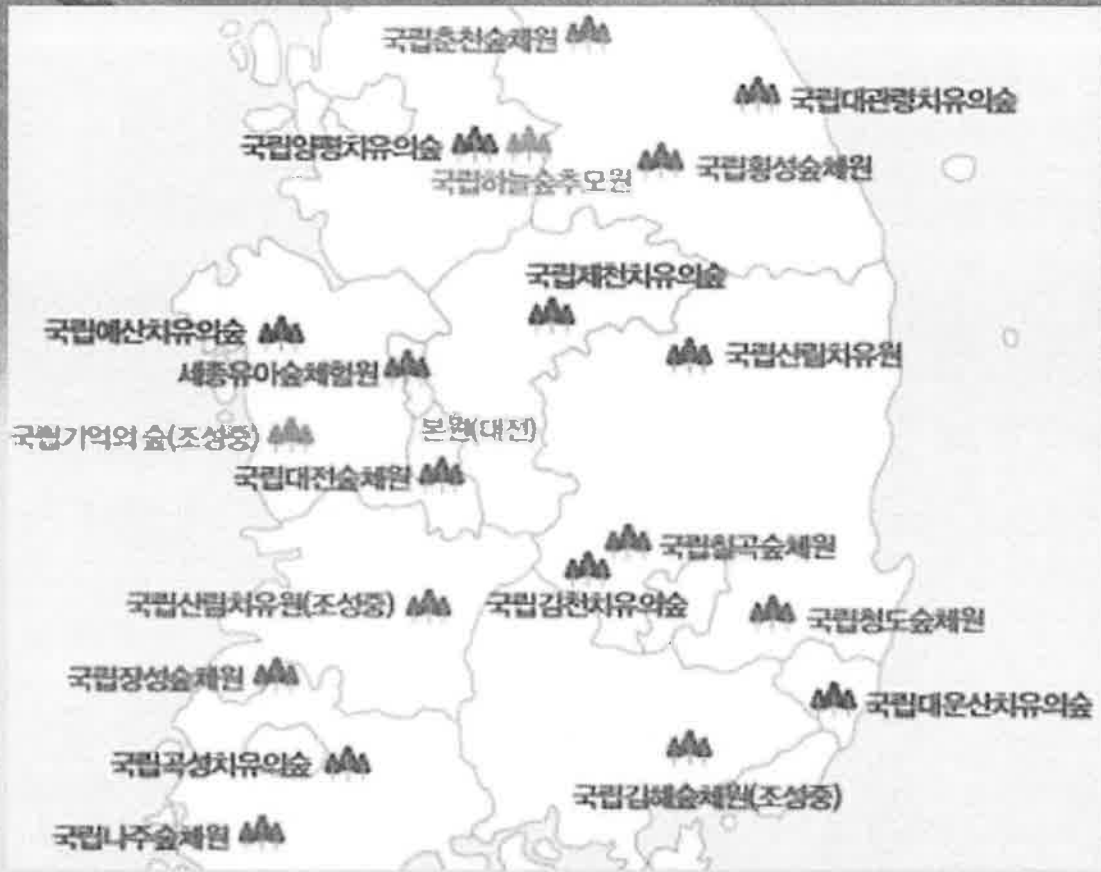 국립춘천숲체원
국립대관령치유의숲
국립양평치유의숲
국립하늘숲추모원
국립횡성숲체원
국립제천치유의숲
국립예산치유의숲
세종유아숲체험원
국립산림치유원
국립기억의 숲(조성중)
본원(대전)
국립대전숲체원
국립칠곡숲체원
국립산림치유원(조성중)
국립김천치유의숲
국립청도숲체원
국립장성숲체원
국립대운산치유의숲
국립곡성치유의숲
국립김해숲체원(조성중)
국립나주숲체원